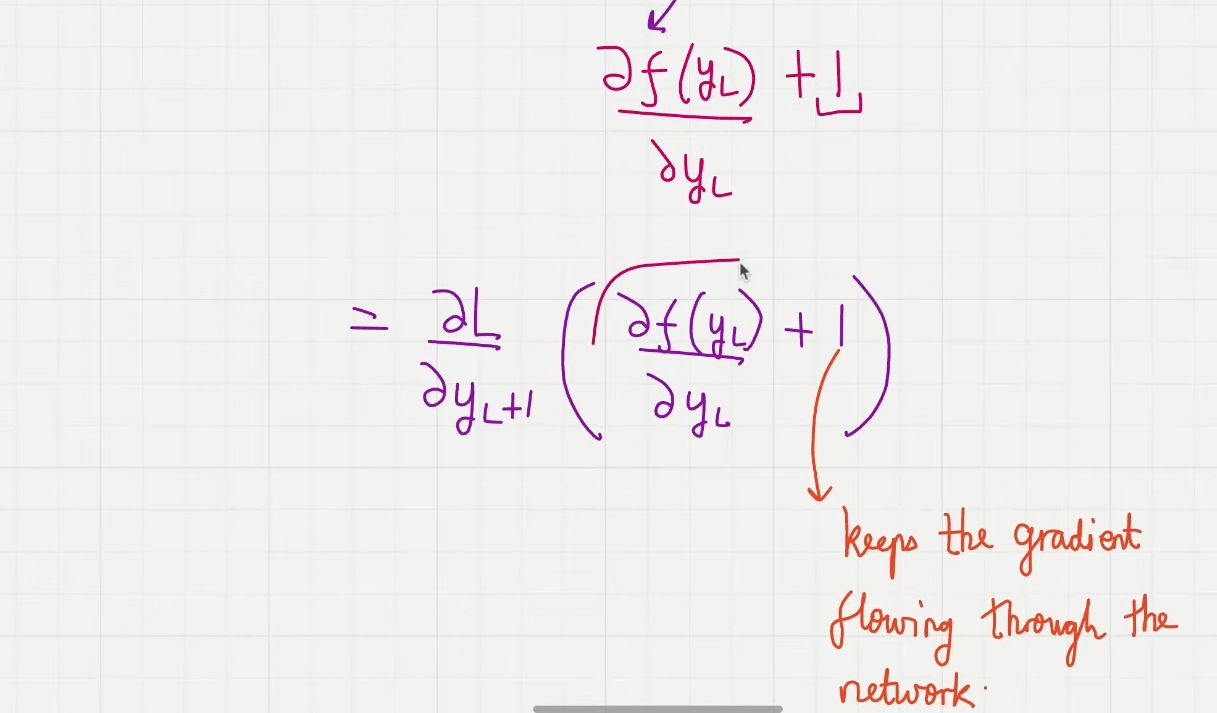 ∂f(yL) + 1
∂yL
= ∂L ( ∂f(yL) + 1 )
∂yL+1 ∂yL
keeps the gradient
flowing through the
network.